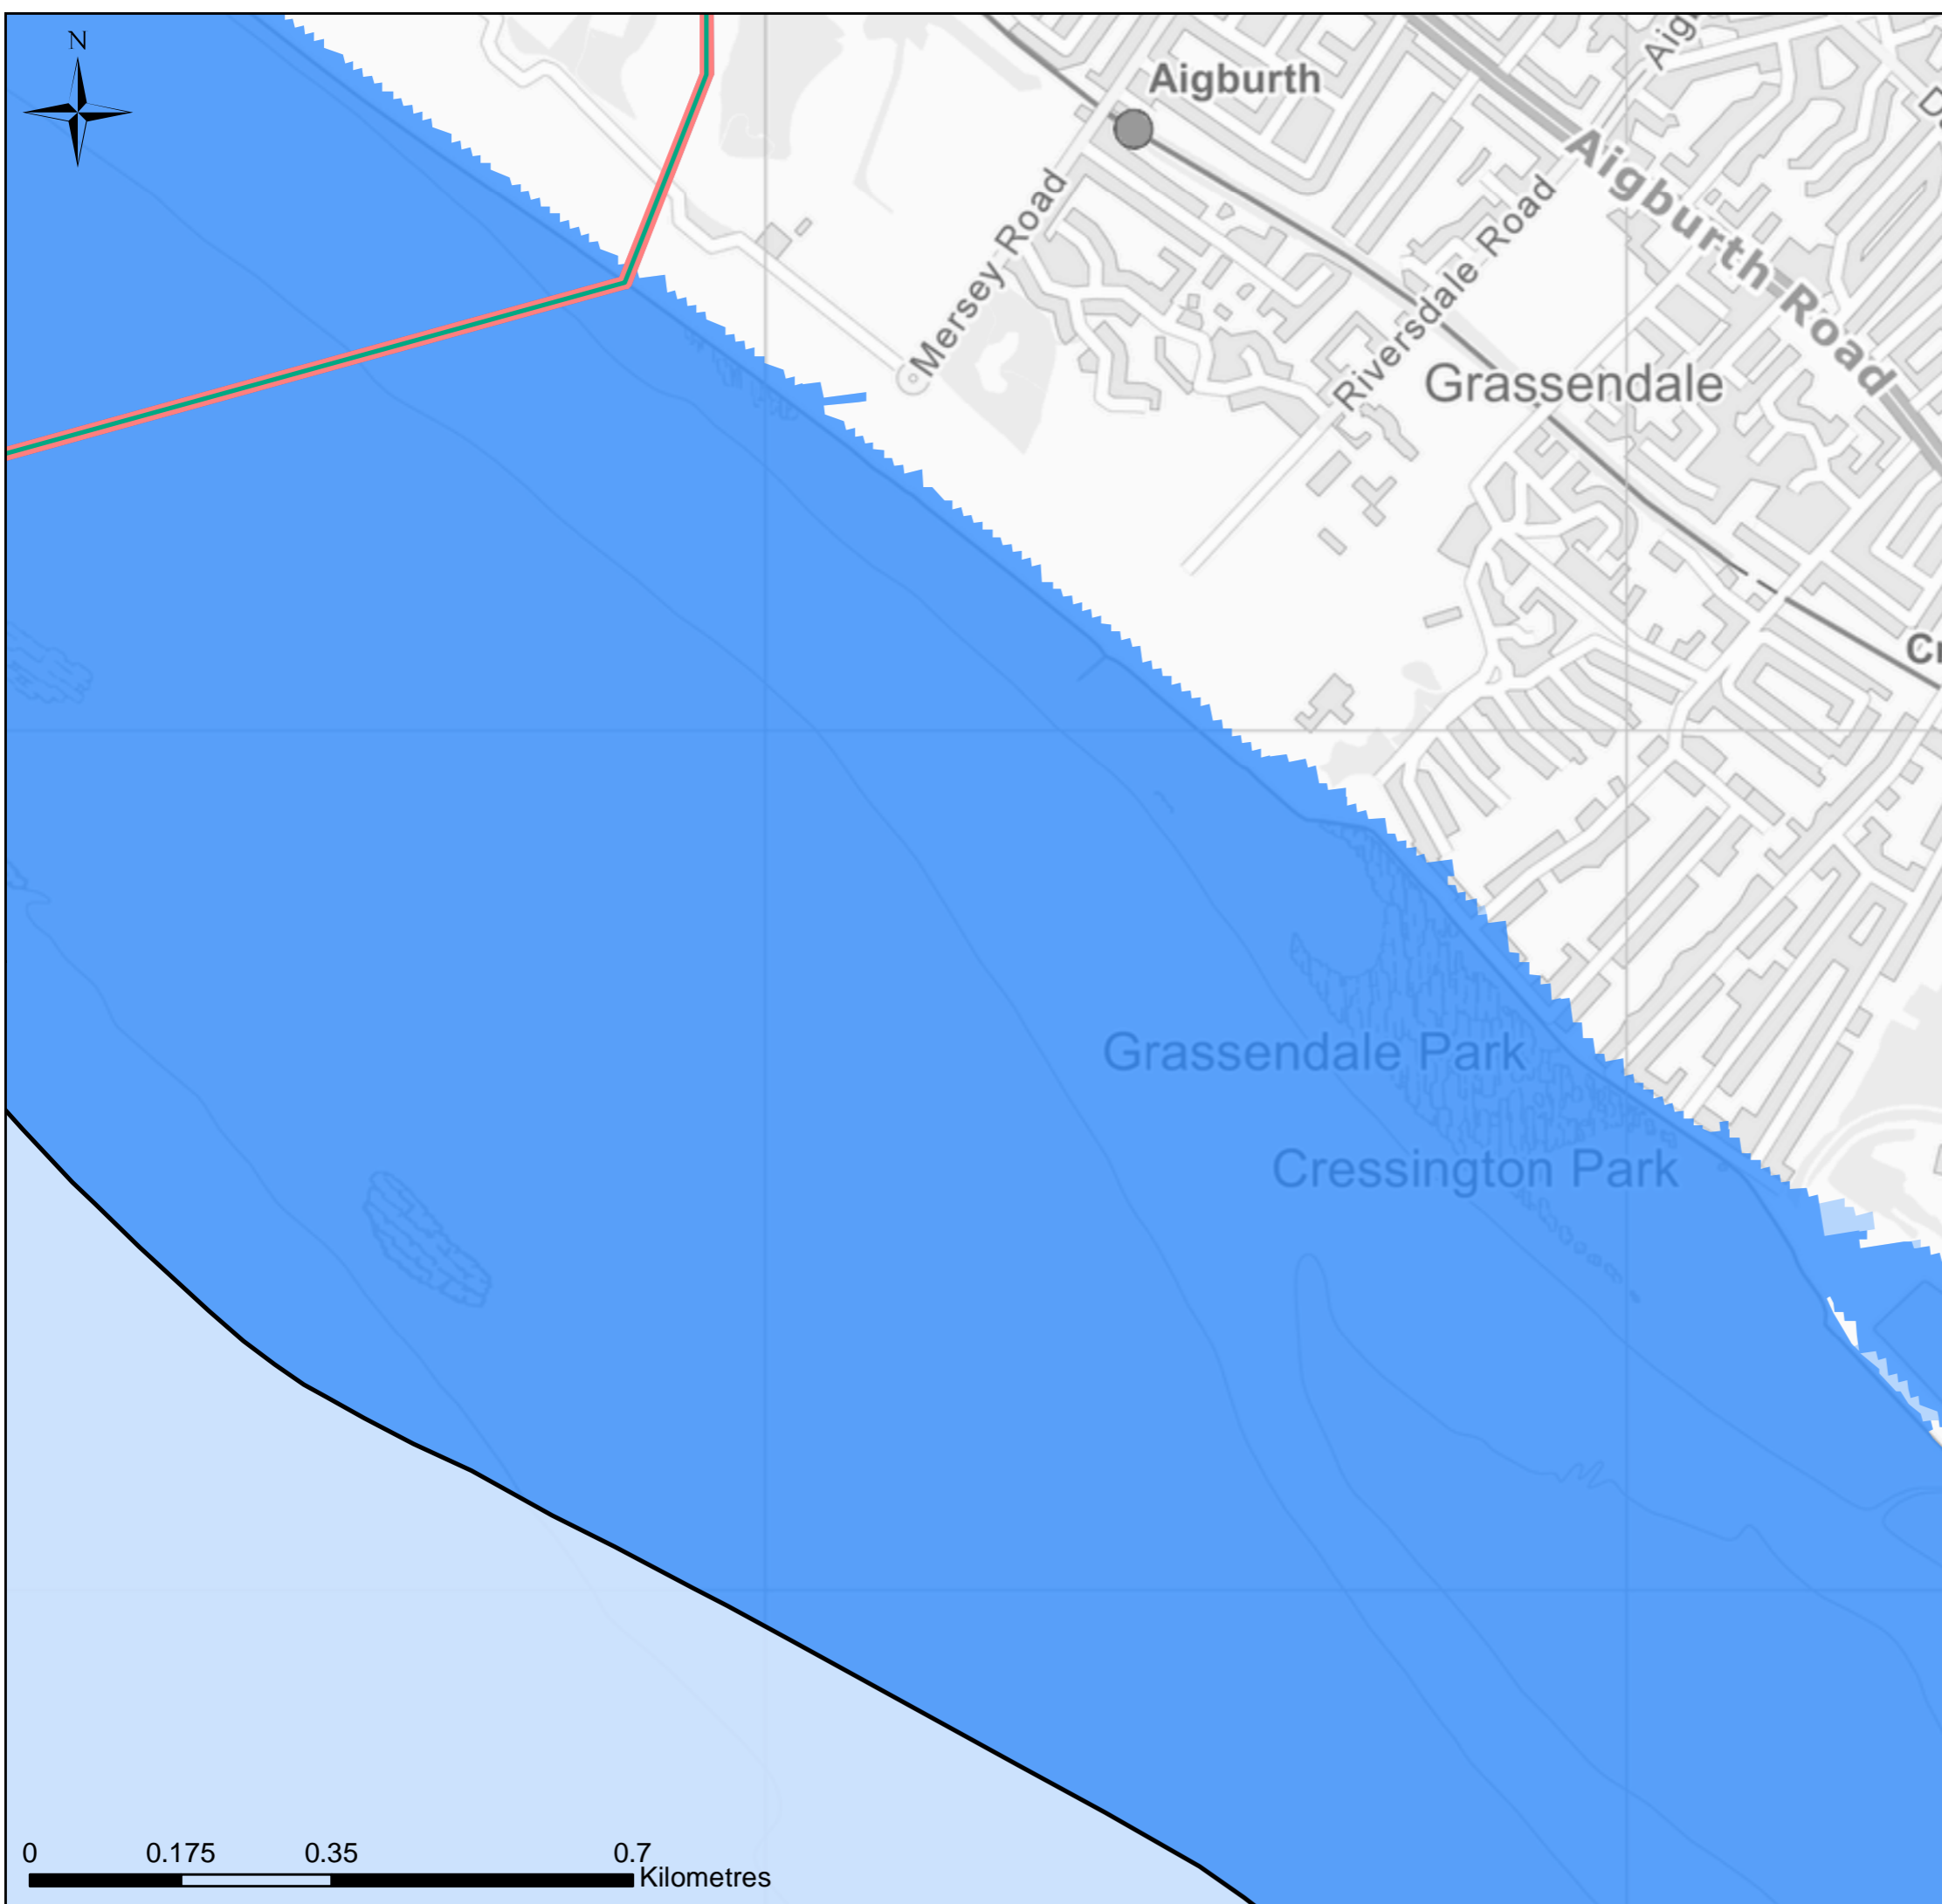 N
Aigburth
Mersey Road
Riversdale Road
Aigburth Road
Grassendale
Grassendale Park
Cressington Park
0 0.175 0.35 0.7
Kilometres